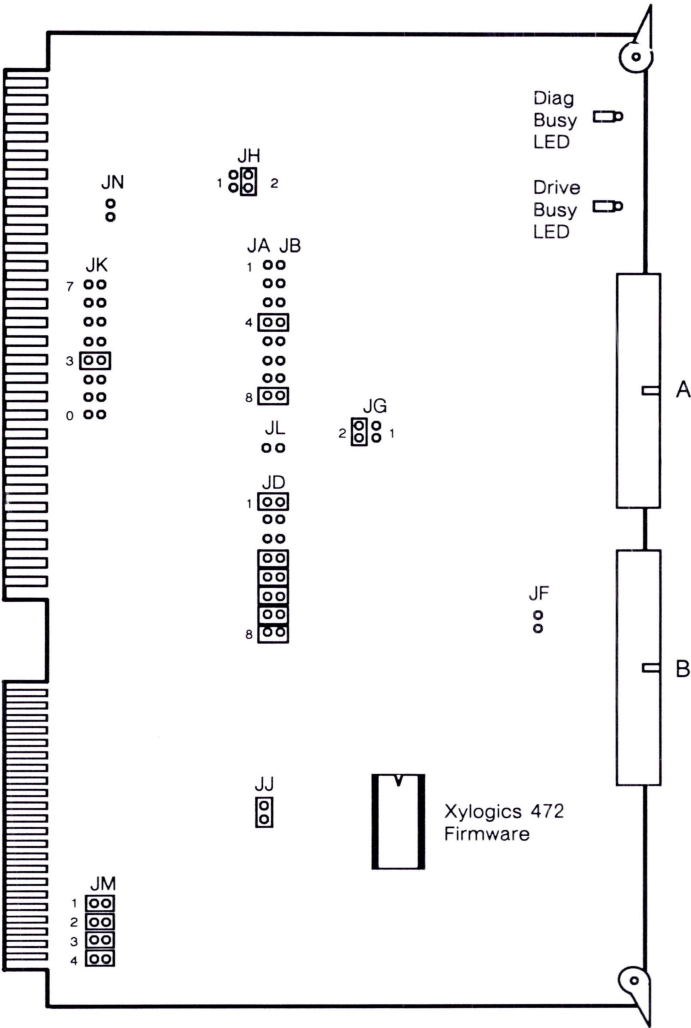 Diag
Busy
LED
JH
1 2
JN
Drive
Busy
LED
JA JB
1
JK
7
4
3
8
JG
0
2 1
JL
A
JD
1
JF
8
B
JJ
Xylogics 472
Firmware
JM
1
2
3
4